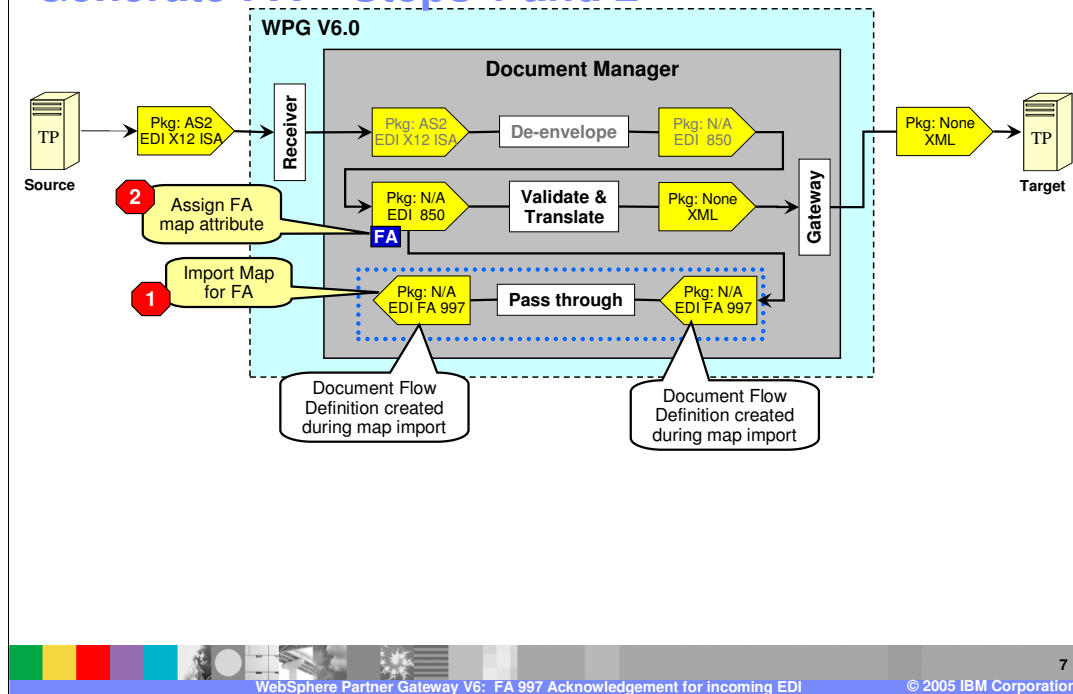 WPG V6.0
Document Manager
TP
Source
Pkg: AS2
EDI X12 ISA
Receiver
Pkg: AS2
EDI X12 ISA
De-envelope
Pkg: N/A
EDI 850
Pkg: None
XML
TP
Target
2
Assign FA
map attribute
Pkg: N/A
EDI 850
FA
Validate &
Translate
Pkg: None
XML
Gateway
1
Import Map
for FA
Pkg: N/A
EDI FA 997
Pass through
Pkg: N/A
EDI FA 997
Document Flow
Definition created
during map import
Document Flow
Definition created
during map import
7
WebSphere Partner Gateway V6: FA 997 Acknowledgement for incoming EDI
© 2005 IBM Corporation